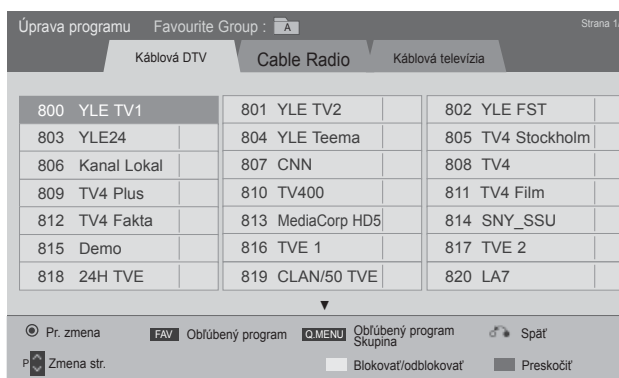 Úprava programu Favourite Group : A Strana 1/
Káblová DTV Cable Radio Káblová televízia
800 YLE TV1 801 YLE TV2 802 YLE FST
803 YLE24 804 YLE Teema 805 TV4 Stockholm
806 Kanal Lokal 807 CNN 808 TV4
809 TV4 Plus 810 TV400 811 TV4 Film
812 TV4 Fakta 813 MediaCorp HD5 814 SNY_SSU
815 Demo 816 TVE 1 817 TVE 2
818 24H TVE 819 CLAN/50 TVE 820 LA7
Pr. zmena FAV Obľúbený program Q.MENU Obľúbený program Skupina Späť
P Zmena str. Blokovať/odblokovať Preskočiť